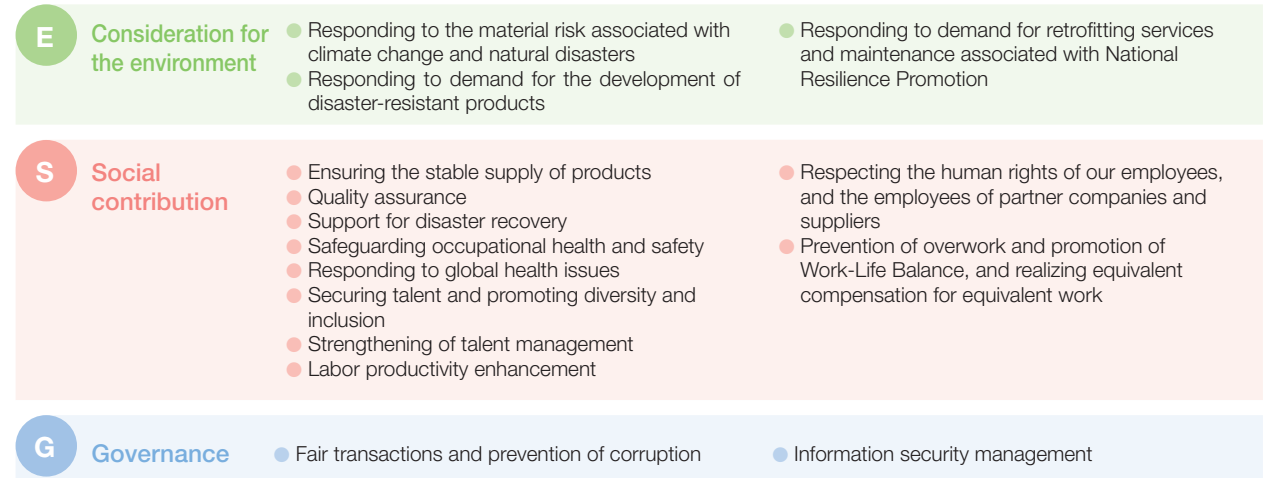 E
Consideration for
the environment
Responding to the material risk associated with
climate change and natural disasters
Responding to demand for the development of
disaster-resistant products
Responding to demand for retrofitting services
and maintenance associated with National
Resilience Promotion
S
Social
contribution
Ensuring the stable supply of products
Quality assurance
Support for disaster recovery
Safeguarding occupational health and safety
Responding to global health issues
Securing talent and promoting diversity and
inclusion
Strengthening of talent management
Labor productivity enhancement
Respecting the human rights of our employees,
and the employees of partner companies and
suppliers
Prevention of overwork and promotion of
Work-Life Balance, and realizing equivalent
compensation for equivalent work
G
Governance
Fair transactions and prevention of corruption
Information security management